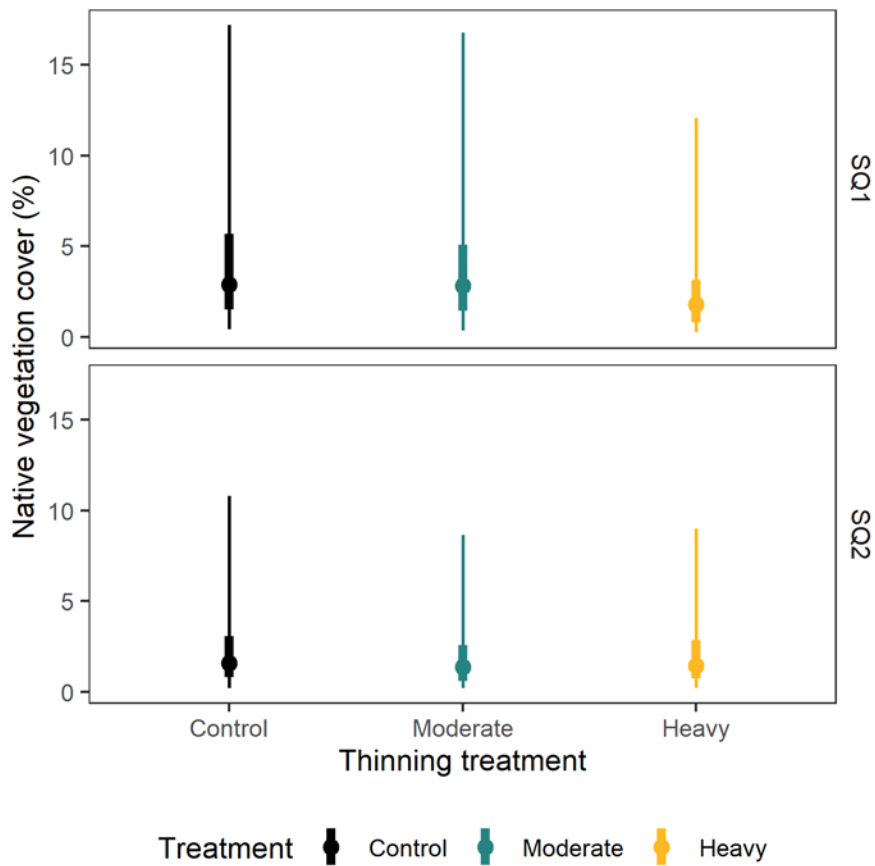 Native vegetation cover (%)
15
10
5
0
SQ1
15
10
5
0
SQ2
Control Moderate Heavy
Thinning treatment
Treatment Control Moderate Heavy